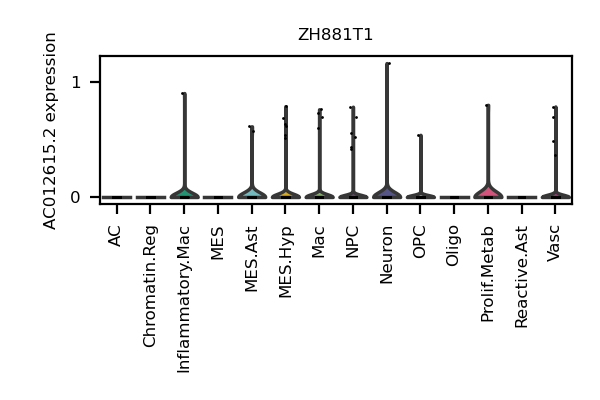 ZH881T1
AC012615.2 expression
1
0
AC
Chromatin.Reg
Inflammatory.Mac
MES
MES.Ast
MES.Hyp
Mac
NPC
Neuron
OPC
Oligo
Prolif.Metab
Reactive.Ast
Vasc